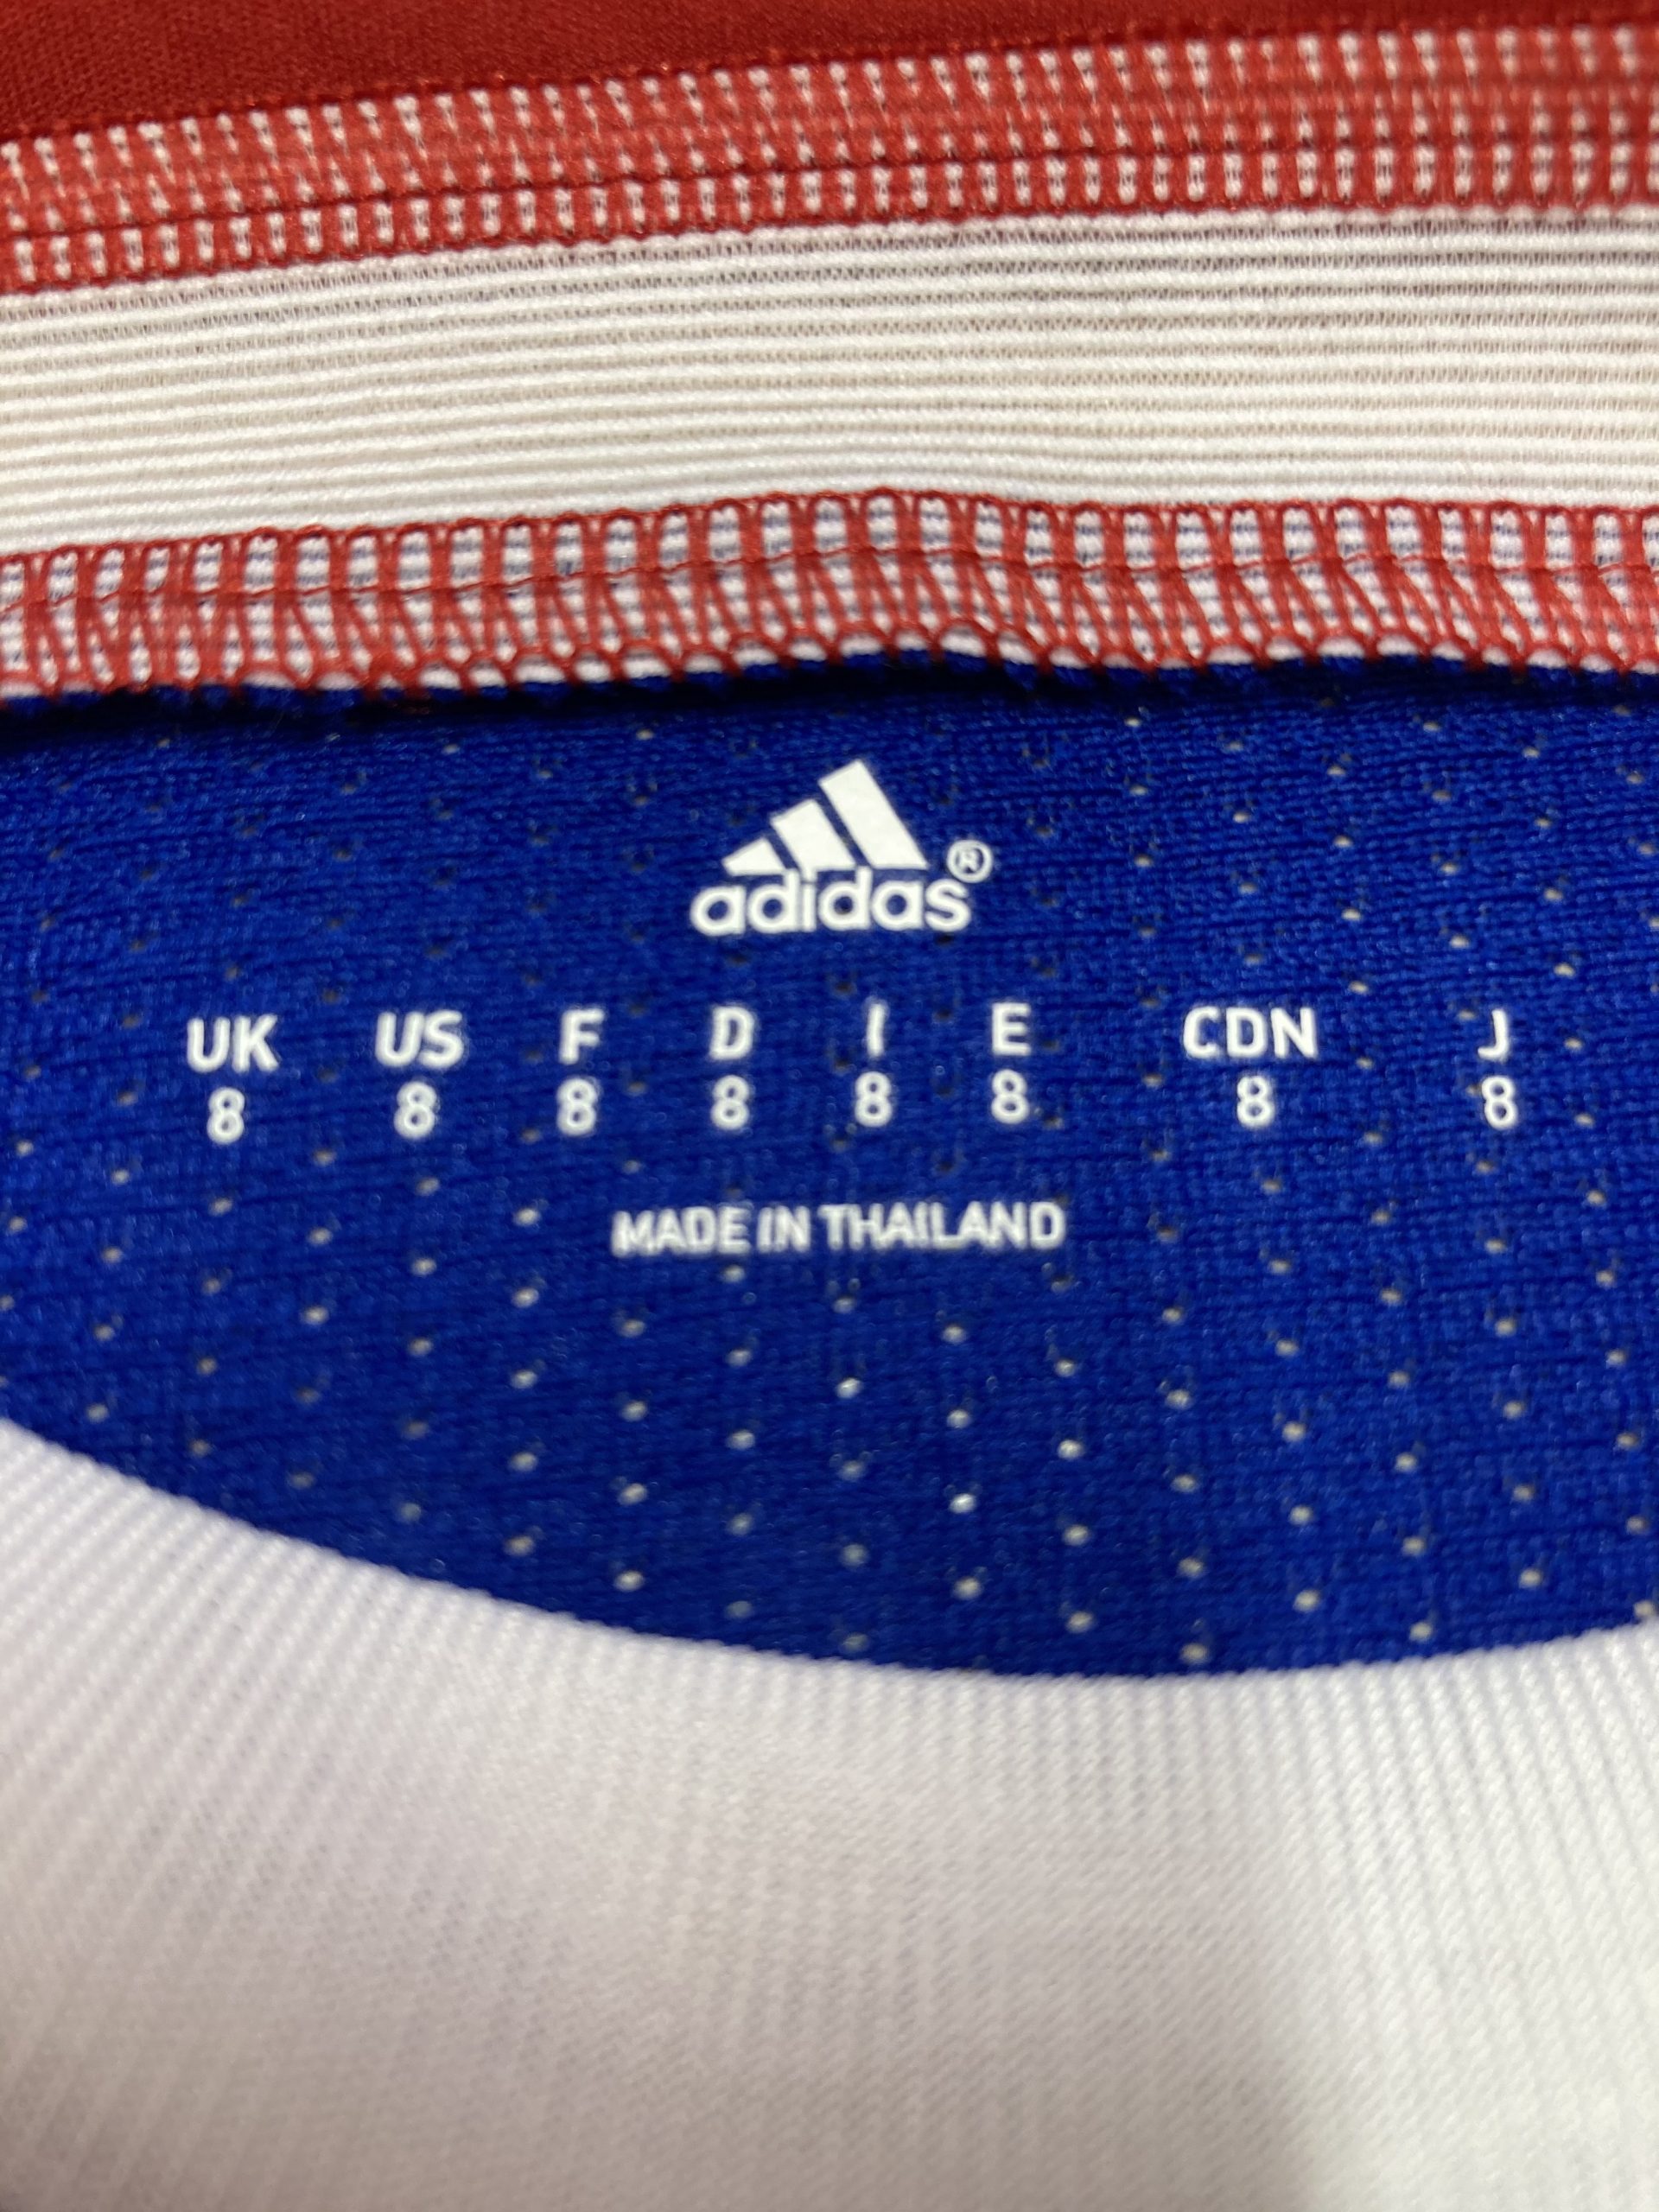 adidas®
UK US F D I E CDN J
8 8 8 8 8 8 8 8
MADE IN THAILAND